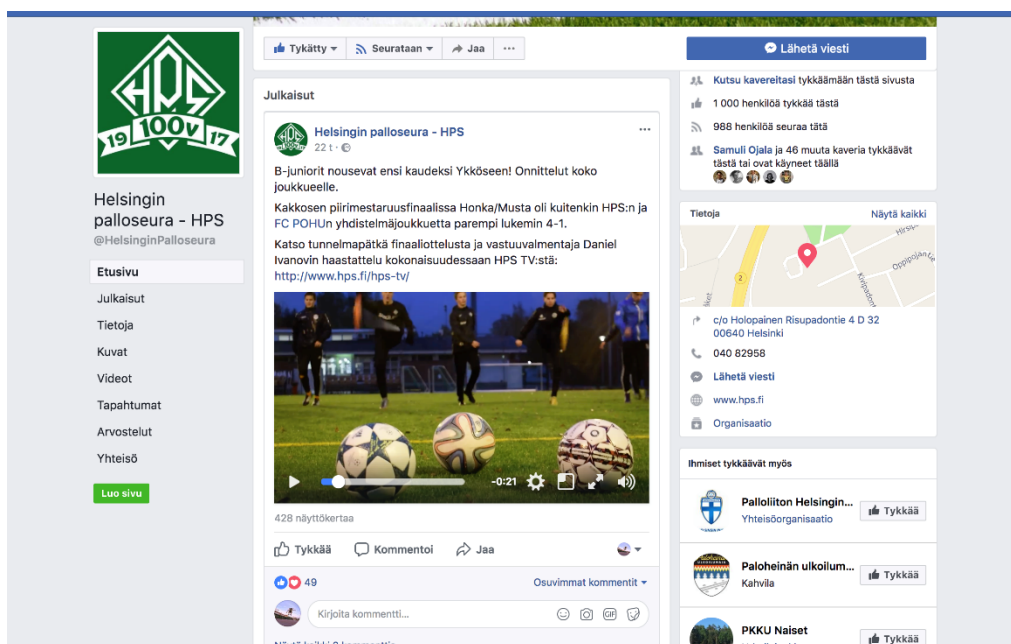 HPS
19 100v 17
Helsingin
palloseura - HPS
@HelsinginPalloseura
Etusivu
Julkaisut
Tietoja
Kuvat
Videot
Tapahtumat
Arvostelut
Yhteisö
Luo sivu
Tykätty
Seurataan
Jaa
Julkaisut
Helsingin palloseura - HPS
22 t ·
B-juniorit nousevat ensi kaudeksi Ykköseen! Onnittelut koko
joukkueelle.
Kakkosen piirimestaruusfinaalissa Honka/Musta oli kuitenkin HPS:n ja
FC POHUn yhdistelmäjoukkuetta parempi lukemin 4-1.
Katso tunnelmapätkä finaaliottelusta ja vastuuvalmentaja Daniel
Ivanovin haastattelu kokonaisuudessaan HPS TV:stä:
http://www.hps.fi/hps-tv/
-0:21
428 näyttökertaa
Tykkää Kommentoi Jaa
49 Osuvimmat kommentit
Kirjoita kommentti...
GIF
Lähetä viesti
Kutsu kavereitasi tykkäämään tästä sivusta
1 000 henkilöä tykkää tästä
988 henkilöä seuraa tätä
Samuli Ojala ja 46 muuta kaveria tykkäävät
tästä tai ovat käyneet täällä
Tietoja Näytä kaikki
2
Oppipojantie
c/o Holopainen Risupadontie 4 D 32
00640 Helsinki
040 82958
Lähetä viesti
www.hps.fi
Organisaatio
Ihmiset tykkäävät myös
Palloliiton Helsingin...
Yhteisöorganisaatio
Tykkää
Paloheinän ulkoilum...
Kahvila
Tykkää
PKKU Naiset
Tykkää